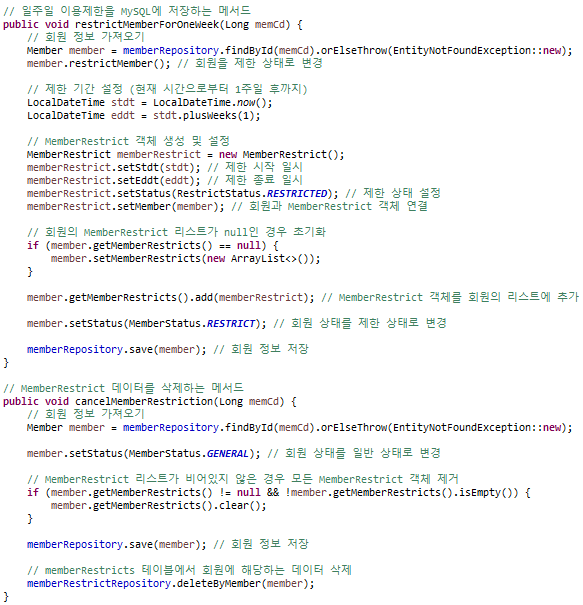 // 일주일 이용제한을 MySQL에 저장하는 메서드
public void restrictMemberForOneWeek(Long memCd) {
    // 회원 정보 가져오기
    Member member = memberRepository.findById(memCd).orElseThrow(EntityNotFoundException::new);
    member.restrictMember(); // 회원을 제한 상태로 변경

    // 제한 기간 설정 (현재 시간으로부터 1주일 후까지)
    LocalDateTime stdt = LocalDateTime.now();
    LocalDateTime eddt = stdt.plusWeeks(1);

    // MemberRestrict 객체 생성 및 설정
    MemberRestrict memberRestrict = new MemberRestrict();
    memberRestrict.setStdt(stdt); // 제한 시작 일시
    memberRestrict.setEddt(eddt); // 제한 종료 일시
    memberRestrict.setStatus(RestrictStatus.RESTRICTED); // 제한 상태 설정
    memberRestrict.setMember(member); // 회원과 MemberRestrict 객체 연결

    // 회원의 MemberRestrict 리스트가 null인 경우 초기화
    if (member.getMemberRestricts() == null) {
        member.setMemberRestricts(new ArrayList<>());
    }

    member.getMemberRestricts().add(memberRestrict); // MemberRestrict 객체를 회원의 리스트에 추가

    member.setStatus(MemberStatus.RESTRICT); // 회원 상태를 제한 상태로 변경

    memberRepository.save(member); // 회원 정보 저장
}

// MemberRestrict 데이터를 삭제하는 메서드
public void cancelMemberRestriction(Long memCd) {
    // 회원 정보 가져오기
    Member member = memberRepository.findById(memCd).orElseThrow(EntityNotFoundException::new);

    member.setStatus(MemberStatus.GENERAL); // 회원 상태를 일반 상태로 변경

    // MemberRestrict 리스트가 비어있지 않은 경우 모든 MemberRestrict 객체 제거
    if (member.getMemberRestricts() != null && !member.getMemberRestricts().isEmpty()) {
        member.getMemberRestricts().clear();
    }

    memberRepository.save(member); // 회원 정보 저장

    // memberRestricts 테이블에서 회원에 해당하는 데이터 삭제
    memberRestrictRepository.deleteByMember(member);
}